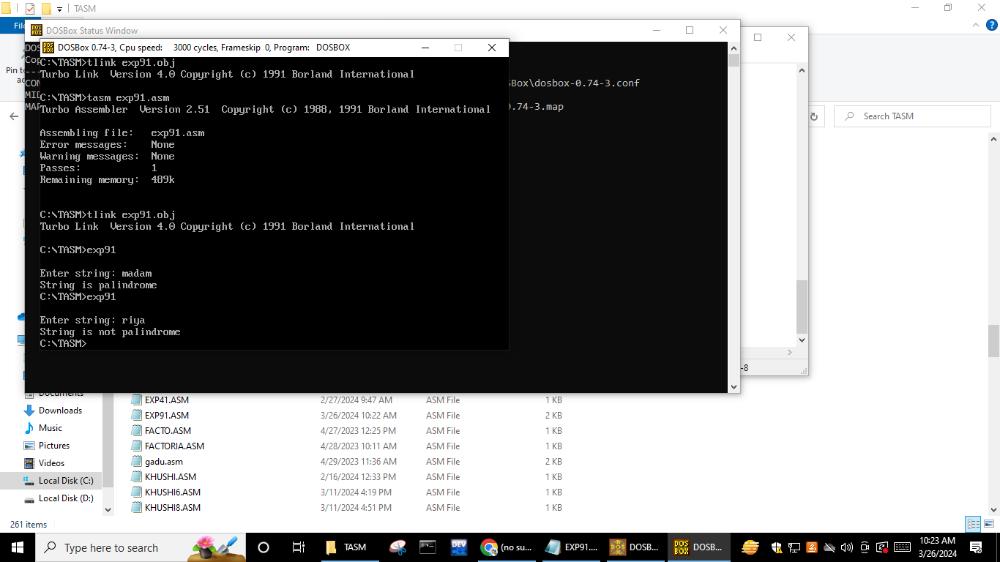 TASM
File
DOSBox Status Window
DOSBox 0.74-3, Cpu speed: 3000 cycles, Frameskip 0, Program: DOSBOX
C:\TASM>tlink exp91.obj
Turbo Link Version 4.0 Copyright (c) 1991 Borland International
C:\TASM>tasm exp91.asm
Turbo Assembler Version 2.51 Copyright (c) 1988, 1991 Borland International
Assembling file: exp91.asm
Error messages: None
Warning messages: None
Passes: 1
Remaining memory: 489k
C:\TASM>tlink exp91.obj
Turbo Link Version 4.0 Copyright (c) 1991 Borland International
C:\TASM>exp91
Enter string: madam
String is palindrome
C:\TASM>exp91
Enter string: riya
String is not palindrome
C:\TASM>
DOS
Cop
---
CON
MID
MAP
Box\dosbox-0.74-3.conf
0.74-3.map
Pin to
Search TASM
-8
Documents
Downloads
Music
Pictures
Videos
Local Disk (C:)
Local Disk (D:)
EXP41.ASM 2/27/2024 9:47 AM ASM File 1 KB
EXP91.ASM 3/26/2024 10:22 AM ASM File 2 KB
FACTO.ASM 4/27/2023 12:25 PM ASM File 1 KB
FACTORIA.ASM 4/28/2023 10:11 AM ASM File 1 KB
gadu.asm 4/29/2023 11:36 AM ASM File 2 KB
KHUSHI.ASM 2/16/2024 12:33 PM ASM File 1 KB
KHUSHI6.ASM 3/11/2024 4:19 PM ASM File 1 KB
KHUSHI8.ASM 3/11/2024 4:51 PM ASM File 1 KB
261 items
Type here to search
TASM
DEV
(no su...
EXP91....
DOSB...
DOSB...
10:23 AM
3/26/2024